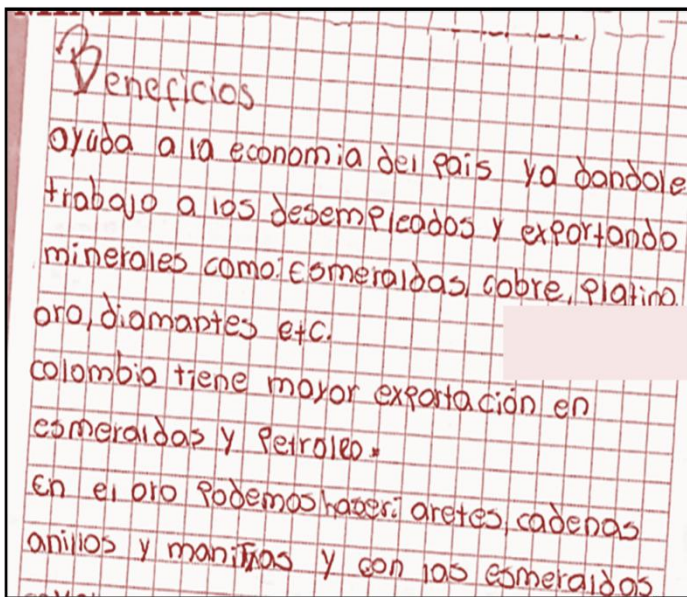 Beneficios
ayuda a la economia del pais ya dandole
trabajo a los desempleados y exportando
minerales como: esmeraldas, cobre, platino
oro, diamantes etc.
colombia tiene mayor exportación en
esmeraldas y petroleo.
En el oro podemos haser: aretes, cadenas
anillos y manillas y con las esmeraldas